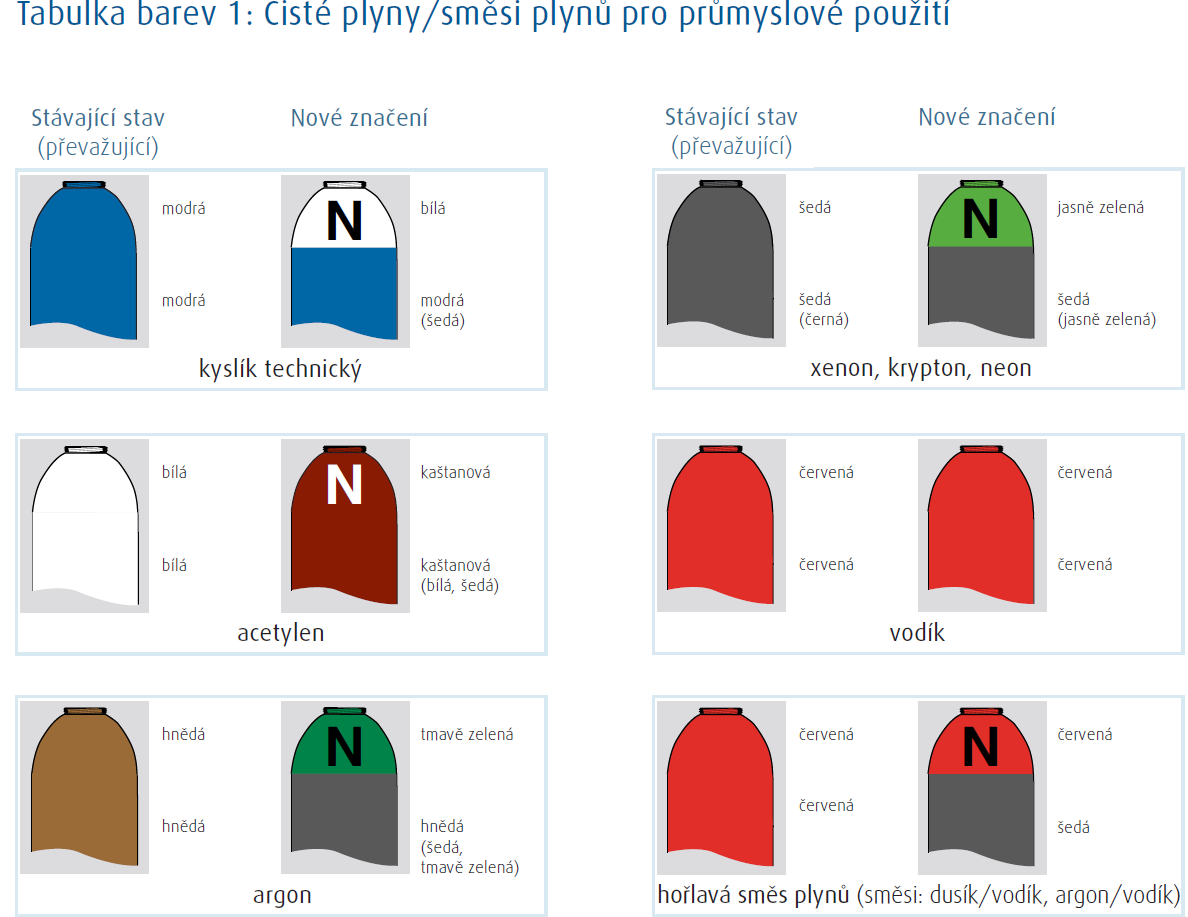 Tabulka barev 1: Čisté plyny/směsi plynů pro průmyslové použití
Stávající stav
(převažující)
Nové značení
modrá
modrá
N
bílá
modrá
(šedá)
kyslík technický
bílá
bílá
N
kaštanová
kaštanová
(bílá, šedá)
acetylen
hnědá
hnědá
N
tmavě zelená
hnědá
(šedá,
tmavě zelená)
argon
Stávající stav
(převažující)
Nové značení
šedá
šedá
(černá)
N
jasně zelená
šedá
(jasně zelená)
xenon, krypton, neon
červená
červená
červená
červená
vodík
červená
červená
N
červená
šedá
hořlavá směs plynů (směsi: dusík/vodík, argon/vodík)